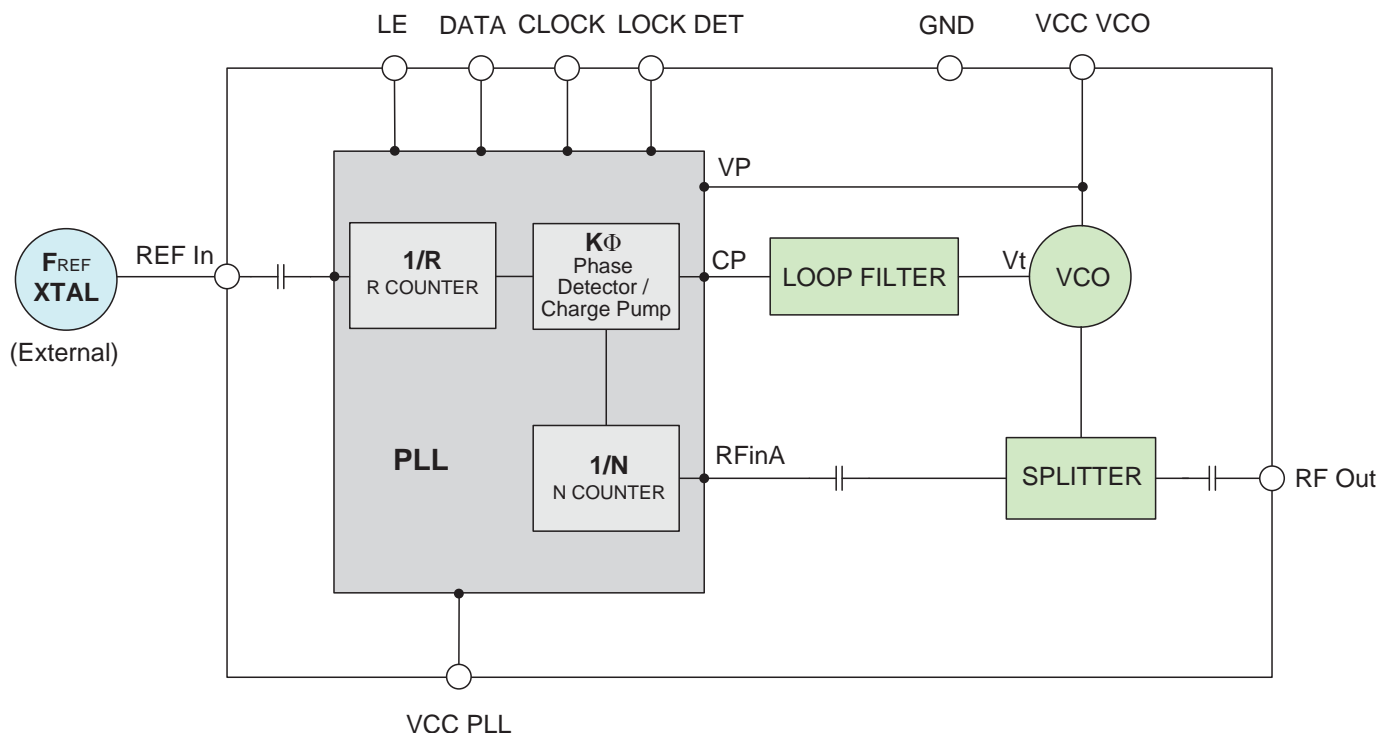 LE
DATA
CLOCK
LOCK DET
GND
VCC VCO
VP
FREF
XTAL
(External)
REF In
1/R
R COUNTER
KΦ
Phase
Detector /
Charge Pump
CP
LOOP FILTER
Vt
VCO
PLL
1/N
N COUNTER
RFinA
SPLITTER
RF Out
VCC PLL